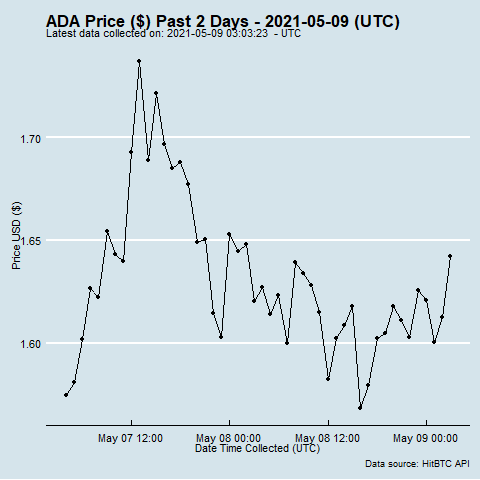 ADA Price ($) Past 2 Days - 2021-05-09 (UTC)
Latest data collected on: 2021-05-09 03:03:23  - UTC
1.70
1.65
1.60
Price USD ($)
May 07 12:00
May 08 00:00
May 08 12:00
May 09 00:00
Date Time Collected (UTC)
Data source: HitBTC API